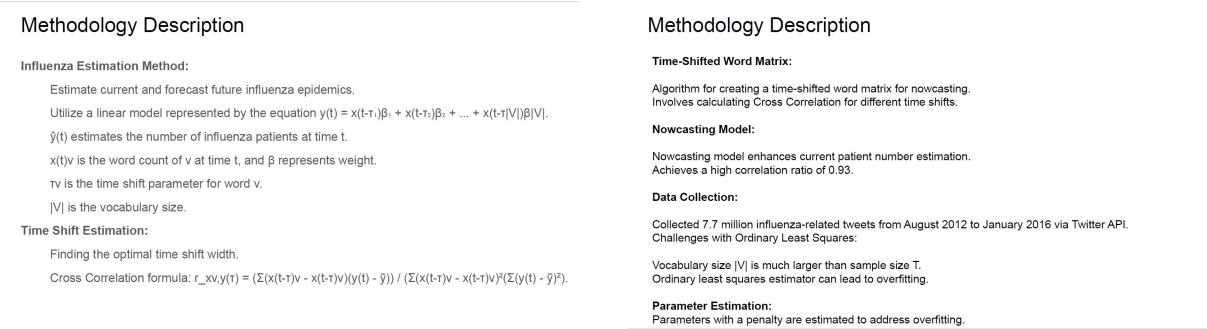 Methodology Description
Influenza Estimation Method:
Estimate current and forecast future influenza epidemics.
Utilize a linear model represented by the equation y(t) = x(t-τ₁)β₁ + x(t-τ₂)β₂ + ... + x(t-τ|V|)β|V|.
ŷ(t) estimates the number of influenza patients at time t.
x(t)v is the word count of v at time t, and β represents weight.
τv is the time shift parameter for word v.
|V| is the vocabulary size.
Time Shift Estimation:
Finding the optimal time shift width.
Cross Correlation formula: r_xv,y(τ) = (Σ(x(t-τ)v - x(t-τ)v)(y(t) - ȳ)) / (Σ(x(t-τ)v - x(t-τ)v)²(Σ(y(t) - ȳ)²).
Methodology Description
Time-Shifted Word Matrix:
Algorithm for creating a time-shifted word matrix for nowcasting.
Involves calculating Cross Correlation for different time shifts.
Nowcasting Model:
Nowcasting model enhances current patient number estimation.
Achieves a high correlation ratio of 0.93.
Data Collection:
Collected 7.7 million influenza-related tweets from August 2012 to January 2016 via Twitter API.
Challenges with Ordinary Least Squares:
Vocabulary size |V| is much larger than sample size T.
Ordinary least squares estimator can lead to overfitting.
Parameter Estimation:
Parameters with a penalty are estimated to address overfitting.